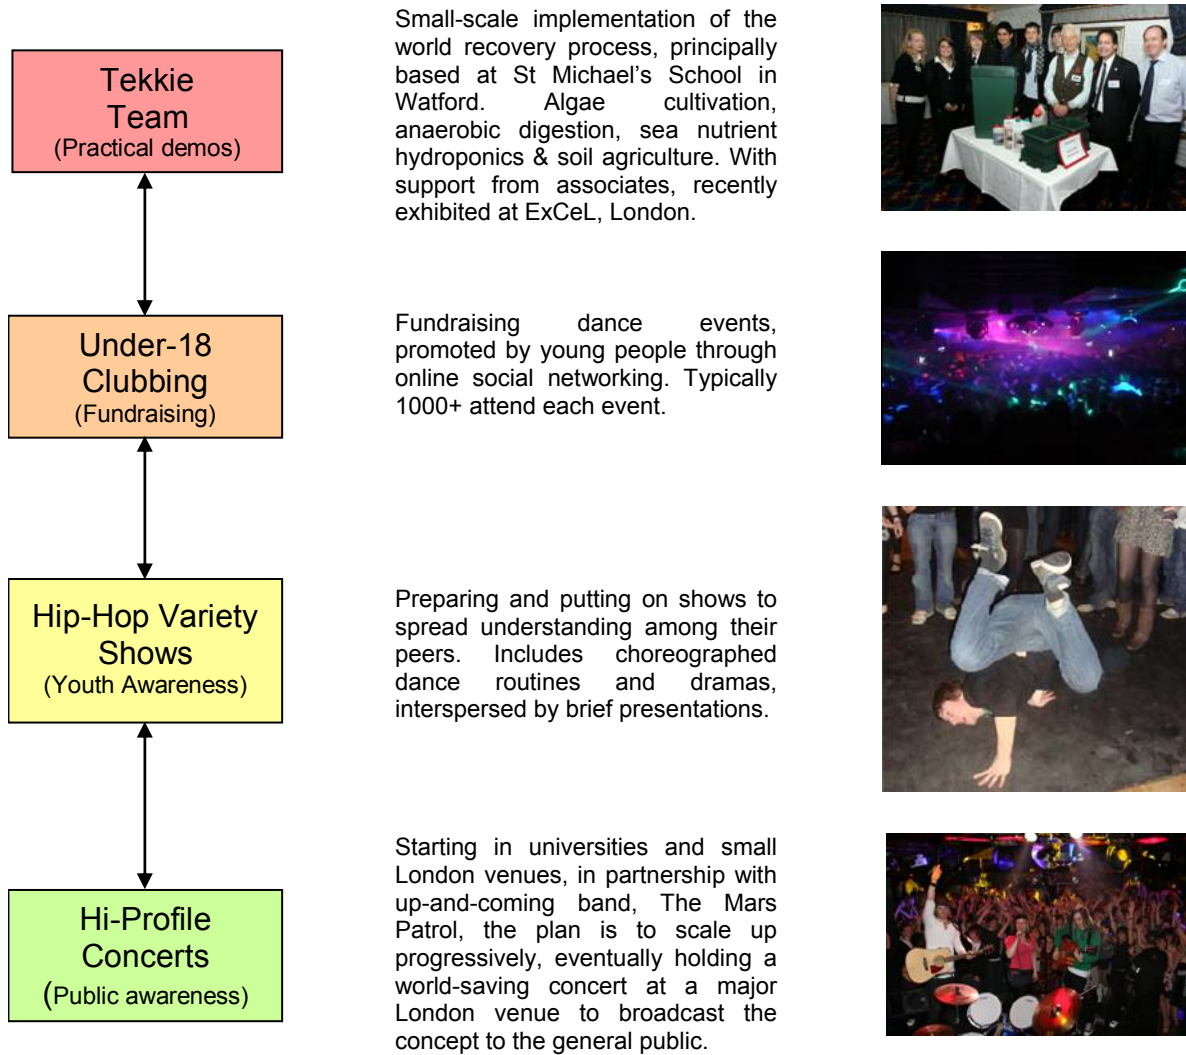 Tekkie
Team
(Practical demos)
Small-scale implementation of the
world recovery process, principally
based at St Michael's School in
Watford. Algae cultivation,
anaerobic digestion, sea nutrient
hydroponics & soil agriculture. With
support from associates, recently
exhibited at ExCeL, London.
Under-18
Clubbing
(Fundraising)
Fundraising dance events,
promoted by young people through
online social networking. Typically
1000+ attend each event.
Hip-Hop Variety
Shows
(Youth Awareness)
Preparing and putting on shows to
spread understanding among their
peers. Includes choreographed
dance routines and dramas,
interspersed by brief presentations.
Hi-Profile
Concerts
(Public awareness)
Starting in universities and small
London venues, in partnership with
up-and-coming band, The Mars
Patrol, the plan is to scale up
progressively, eventually holding a
world-saving concert at a major
London venue to broadcast the
concept to the general public.